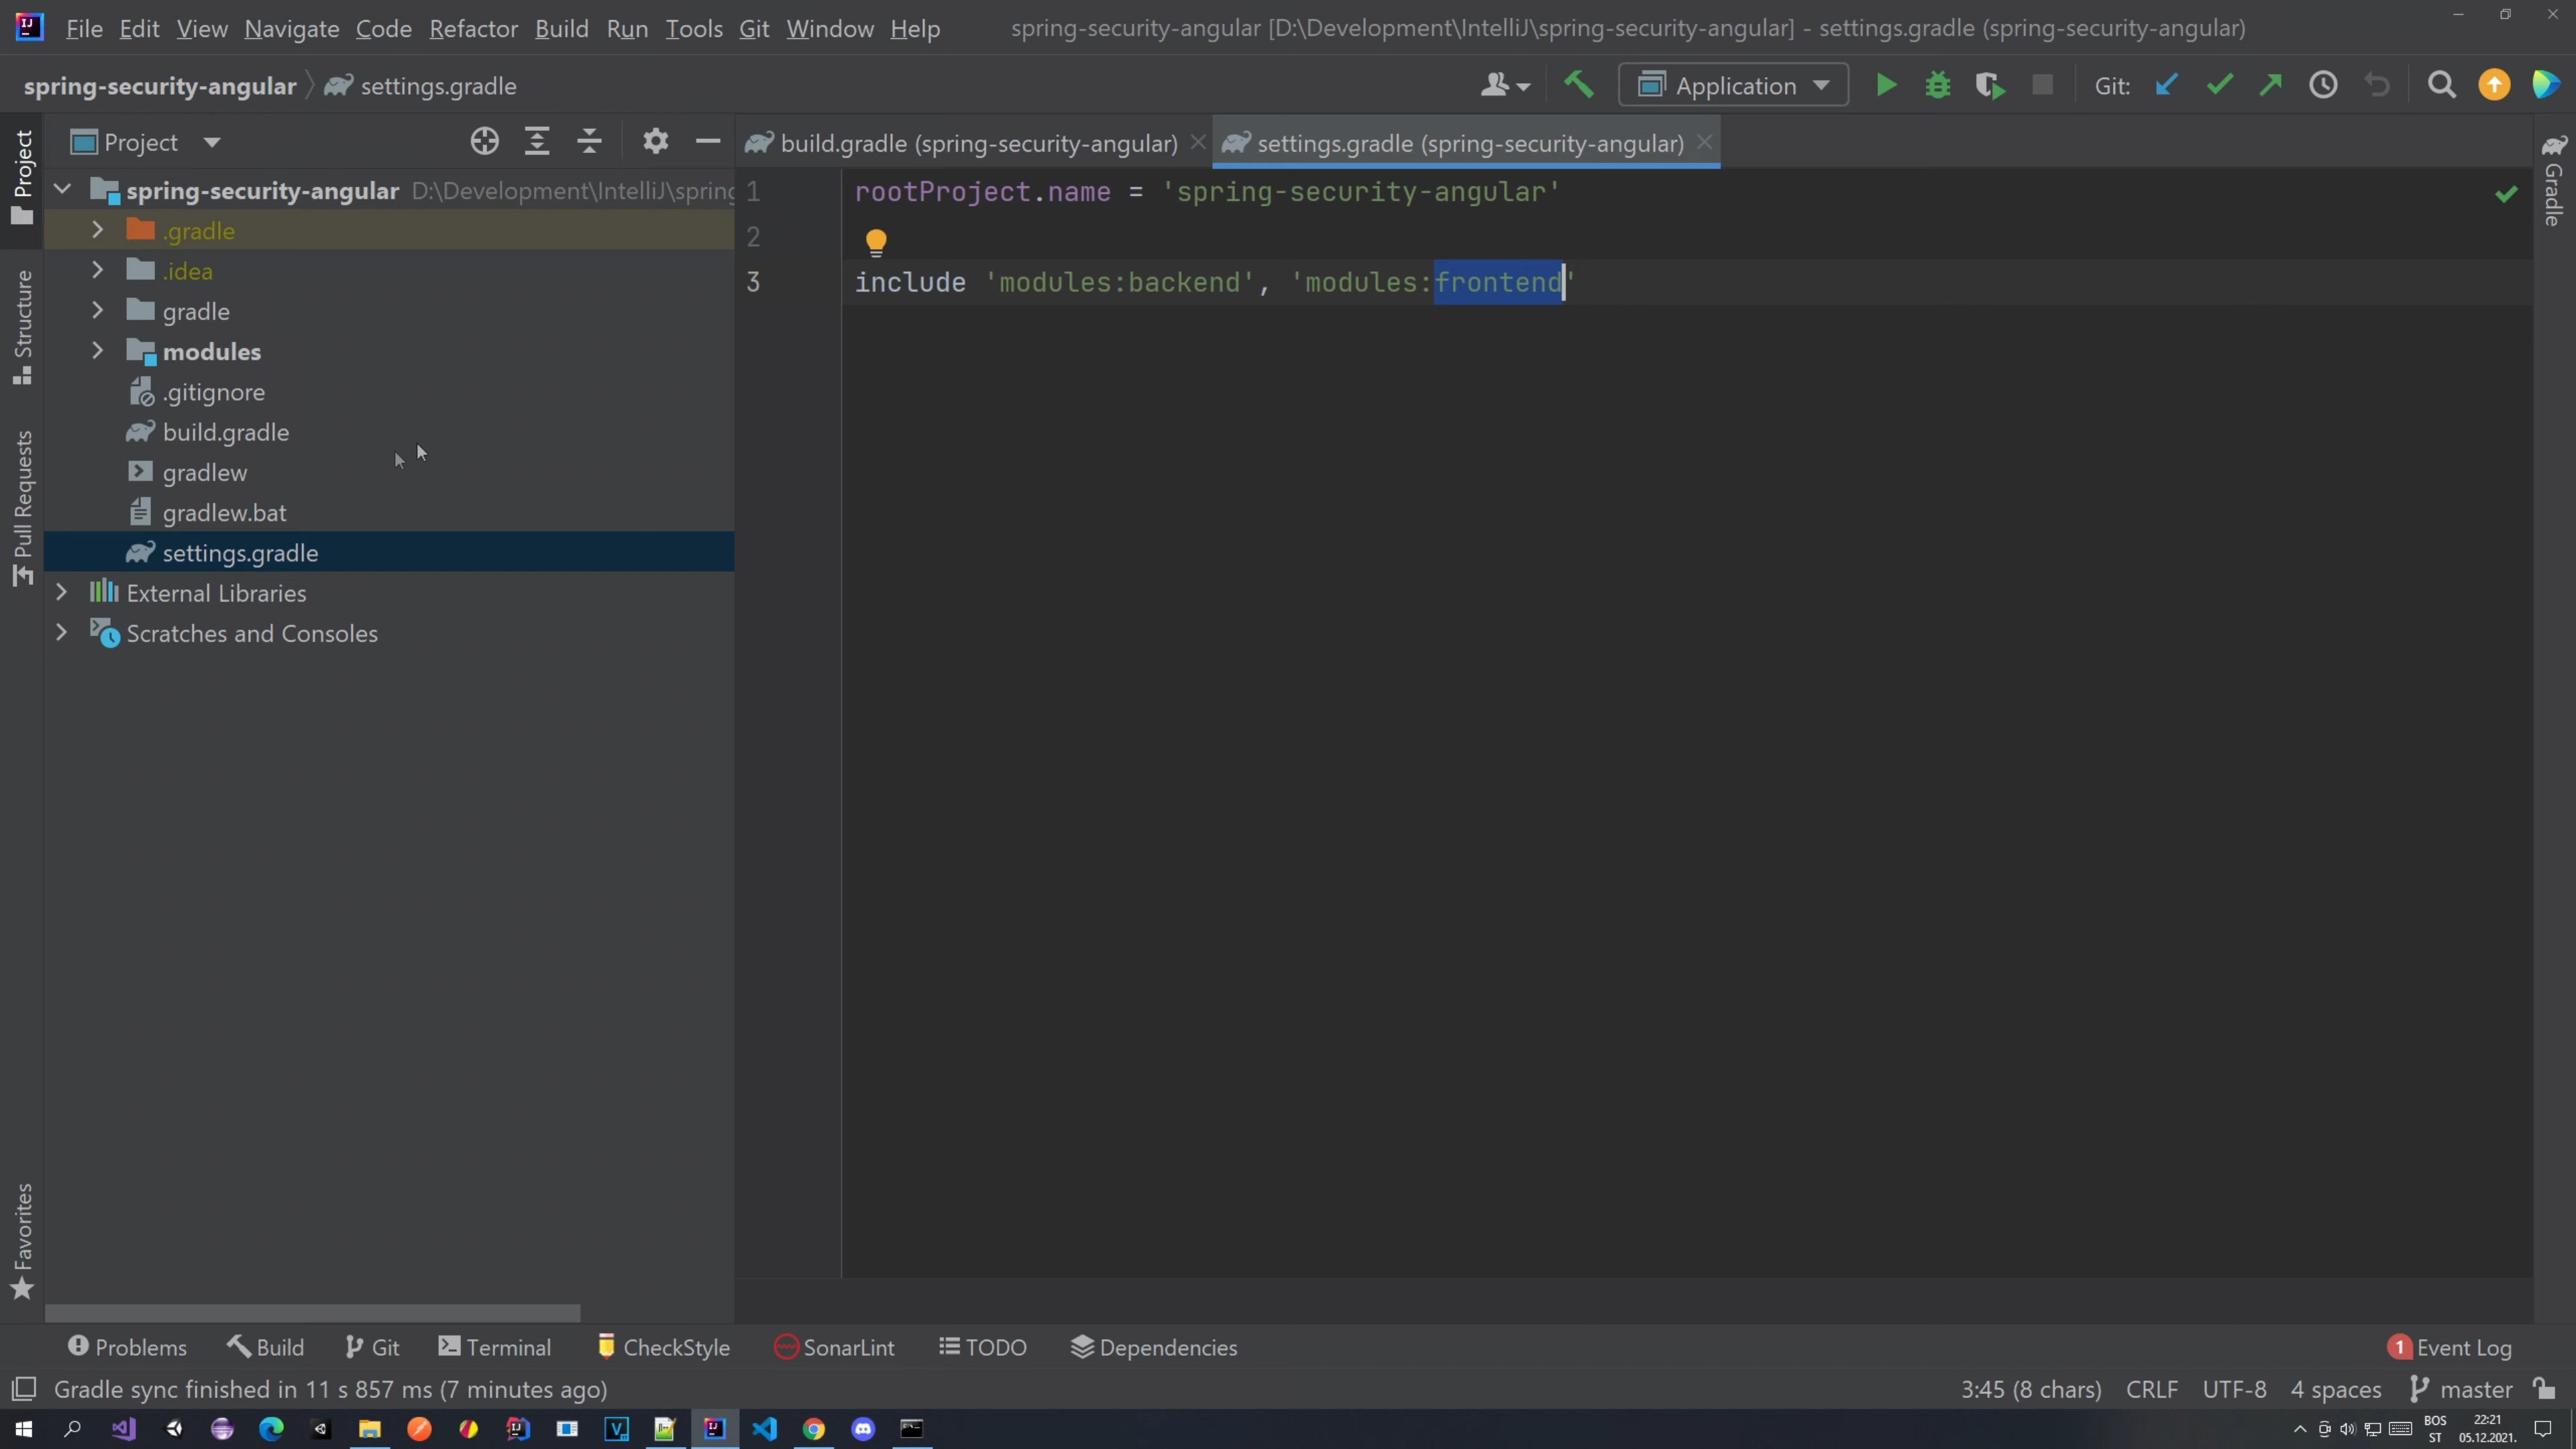 File Edit View Navigate Code Refactor Build Run Tools Git Window Help spring-security-angular [D:\Development\IntelliJ\spring-security-angular] - settings.gradle (spring-security-angular)
spring-security-angular settings.gradle Application Git:
Project
Project
build.gradle (spring-security-angular)
settings.gradle (spring-security-angular)
Gradle
spring-security-angular D:\Development\IntelliJ\spring
.gradle
.idea
gradle
modules
.gitignore
build.gradle
gradlew
gradlew.bat
settings.gradle
External Libraries
Scratches and Consoles
Structure
Pull Requests
Favorites
1 rootProject.name = 'spring-security-angular'
2
3 include 'modules:backend', 'modules:frontend'
Problems Build Git Terminal CheckStyle SonarLint TODO Dependencies 1 Event Log
Gradle sync finished in 11 s 857 ms (7 minutes ago) 3:45 (8 chars) CRLF UTF-8 4 spaces master
BOS 22:21
ST 05.12.2021.